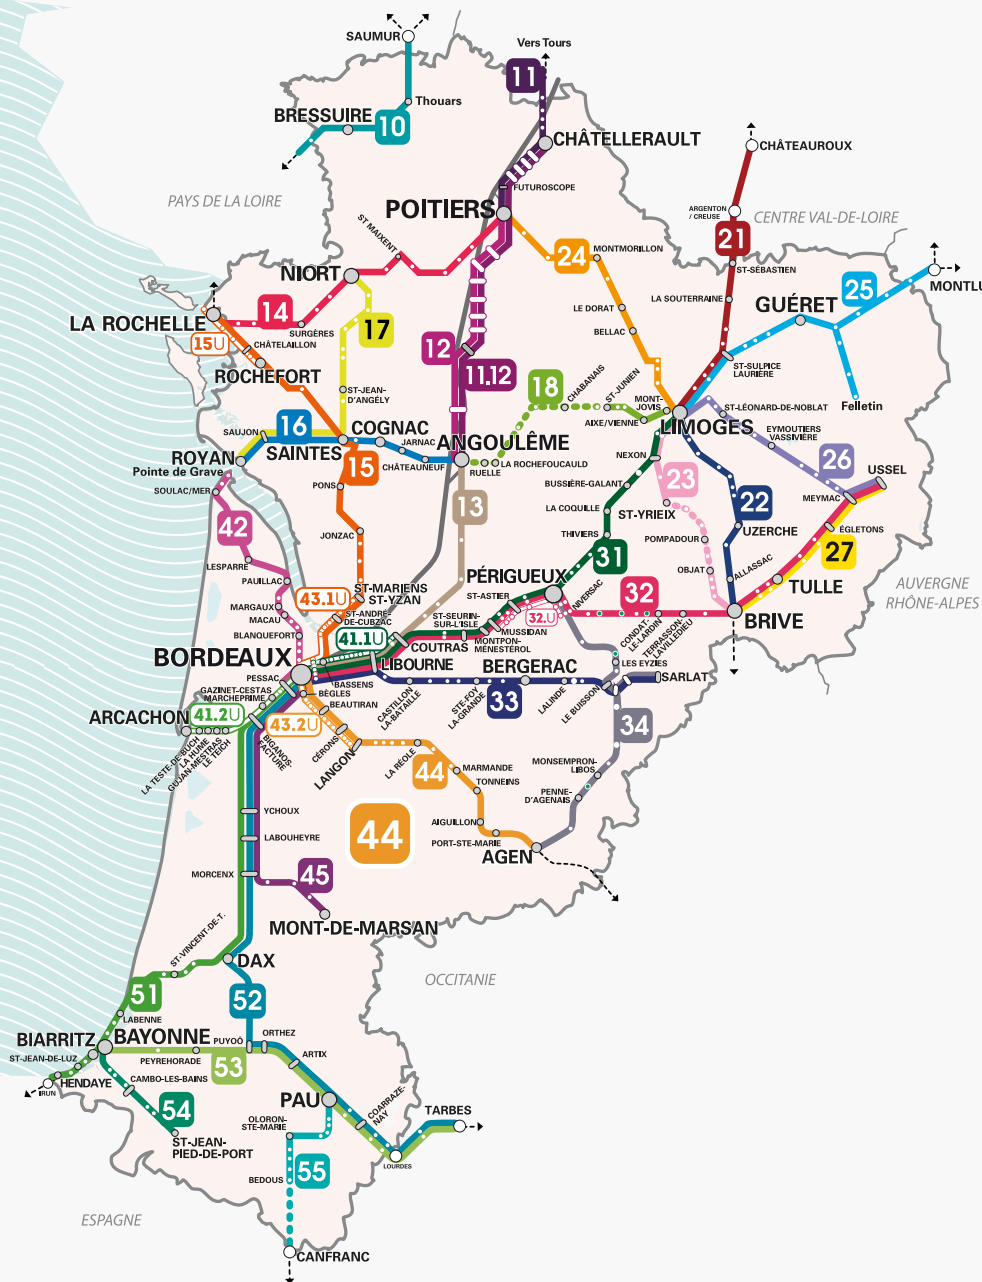 SAUMUR
Vers Tours
11
Thouars
BRESSUIRE
10
CHÂTELLERAULT
CHÂTEAUROUX
FUTUROSCOPE
PAYS DE LA LOIRE
POITIERS
ARGENTON
/ CREUSE
CENTRE VAL-DE-LOIRE
ST MAIXENT
24
MONTMORILLON
21
ST-SÉBASTIEN
NIORT
25
MONTLU
LA SOUTERRAINE
GUÉRET
LE DORAT
14
LA ROCHELLE
SURGÈRES
17
BELLAC
15U
CHÂTELAILLON
12
11.12
ROCHEFORT
ST-SULPICE
LAURIÈRE
18
CHABANAIS
ST-JUNIEN
ST-JEAN-
D'ANGÉLY
MONT-
JOVIS
Felletin
ST-LÉONARD-DE-NOBLAT
AIXE/VIENNE
LIMOGES
SAUJON
16
COGNAC
JARNAC
ANGOULÊME
EYMOUTIERS
VASSIVIÈRE
ROYAN
SAINTES
CHÂTEAUNEUF
RUELLE
LA ROCHEFOUCAULD
NEXON
26
USSEL
Pointe de Grave
15
SOULAC/MER
PONS
BUSSIÈRE-GALANT
23
MEYMAC
13
LA COQUILLE
ST-YRIEIX
22
42
UZERCHE
ÉGLETONS
JONZAC
THIVIERS
POMPADOUR
27
LESPARRE
31
OBJAT
ALLASSAC
PAUILLAC
PÉRIGUEUX
TULLE
AUVERGNE
RHÔNE-ALPES
ST-MARIENS
ST-YZAN
43.1U
ST-ASTIER
NIVERSAC
32
MARGAUX
MACAU
ST-ANDRÉ-
DE-CUBZAC
ST-SEURIN-
SUR-L'ISLE
32.U
BRIVE
BLANQUEFORT
41.1U
MUSSIDAN
CONDAT-
LE-LARDIN
TERRASSON-
LAVILLEDIEU
COUTRAS
MONTPON-
MÉNESTÉROL
BORDEAUX
LIBOURNE
BERGERAC
LES EYZIES
PESSAC
BASSENS
SARLAT
GAZINET-CESTAS
MARCHEPRIME
BÈGLES
BEAUTIRAN
CASTILLON
LA-BATAILLE
STE-FOY
LA-GRANDE
33
LALINDE
LE BUISSON
ARCACHON
41.2U
43.2U
34
LA TESTE-DE-BUCH
LA HUME
GUJAN-MESTRAS
LE TEICH
BIGANOS-
FACTURE
CÉRONS
LANGON
LA RÉOLE
44
MARMANDE
MONSEMPRON-
LIBOS
TONNEINS
PENNE-
D'AGENAIS
YCHOUX
44
AIGUILLON
LABOUHEYRE
PORT-STE-MARIE
AGEN
MORCENX
45
MONT-DE-MARSAN
ST-VINCENT-DE-T.
DAX
OCCITANIE
51
52
LABENNE
BIARRITZ
BAYONNE
PUYOÔ
ORTHEZ
ST-JEAN-DE-LUZ
PEYREHORADE
53
ARTIX
HENDAYE
CAMBO-LES-BAINS
IRUN
54
PAU
COARRAZE-
NAY
TARBES
OLORON-
STE-MARIE
ST-JEAN-
PIED-DE-PORT
LOURDES
55
BEDOUS
ESPAGNE
CANFRANC